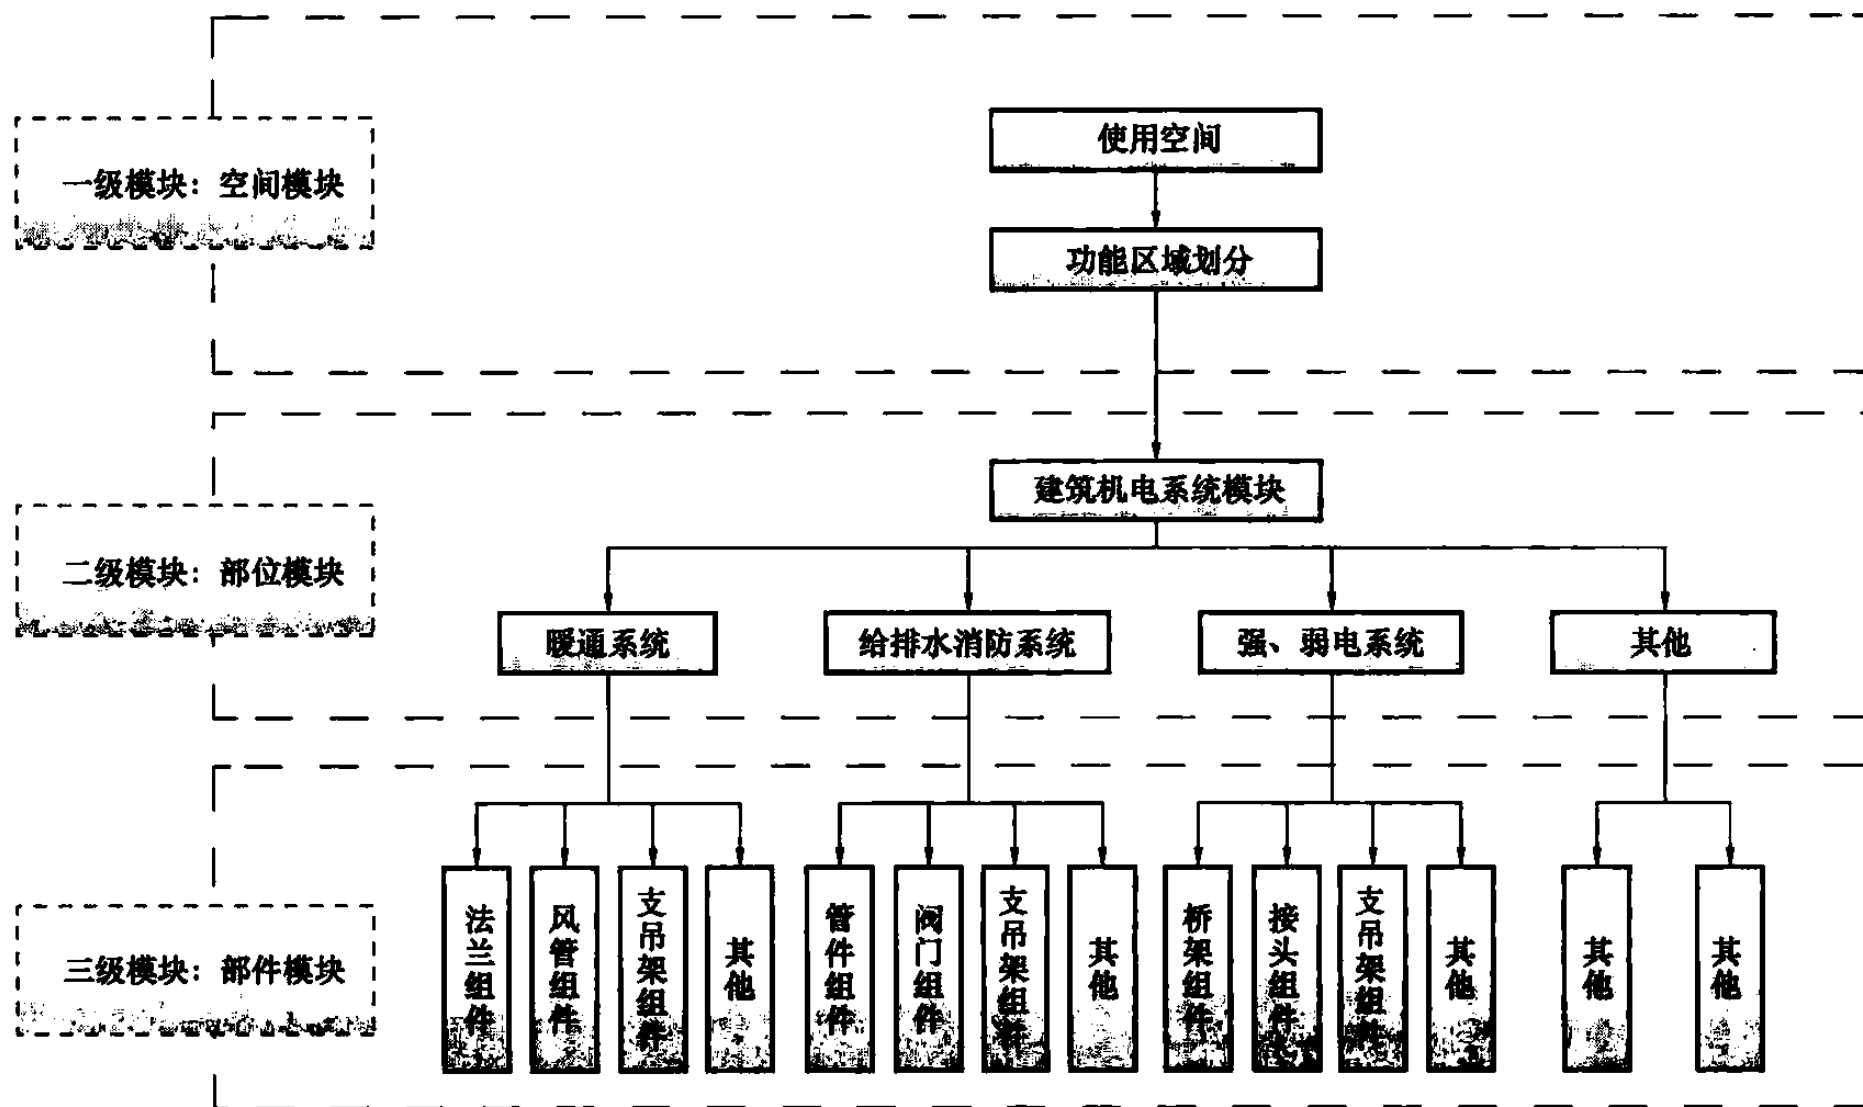 使用空间
一级模块：空间模块
功能区域划分
建筑机电系统模块
二级模块：部位模块
暖通系统
给排水消防系统
强、弱电系统
其他
三级模块：部件模块
法兰组件
风管组件
支吊架组件
其他
管件组件
阀门组件
支吊架组件
其他
桥架组件
接头组件
支吊架组件
其他
其他
其他